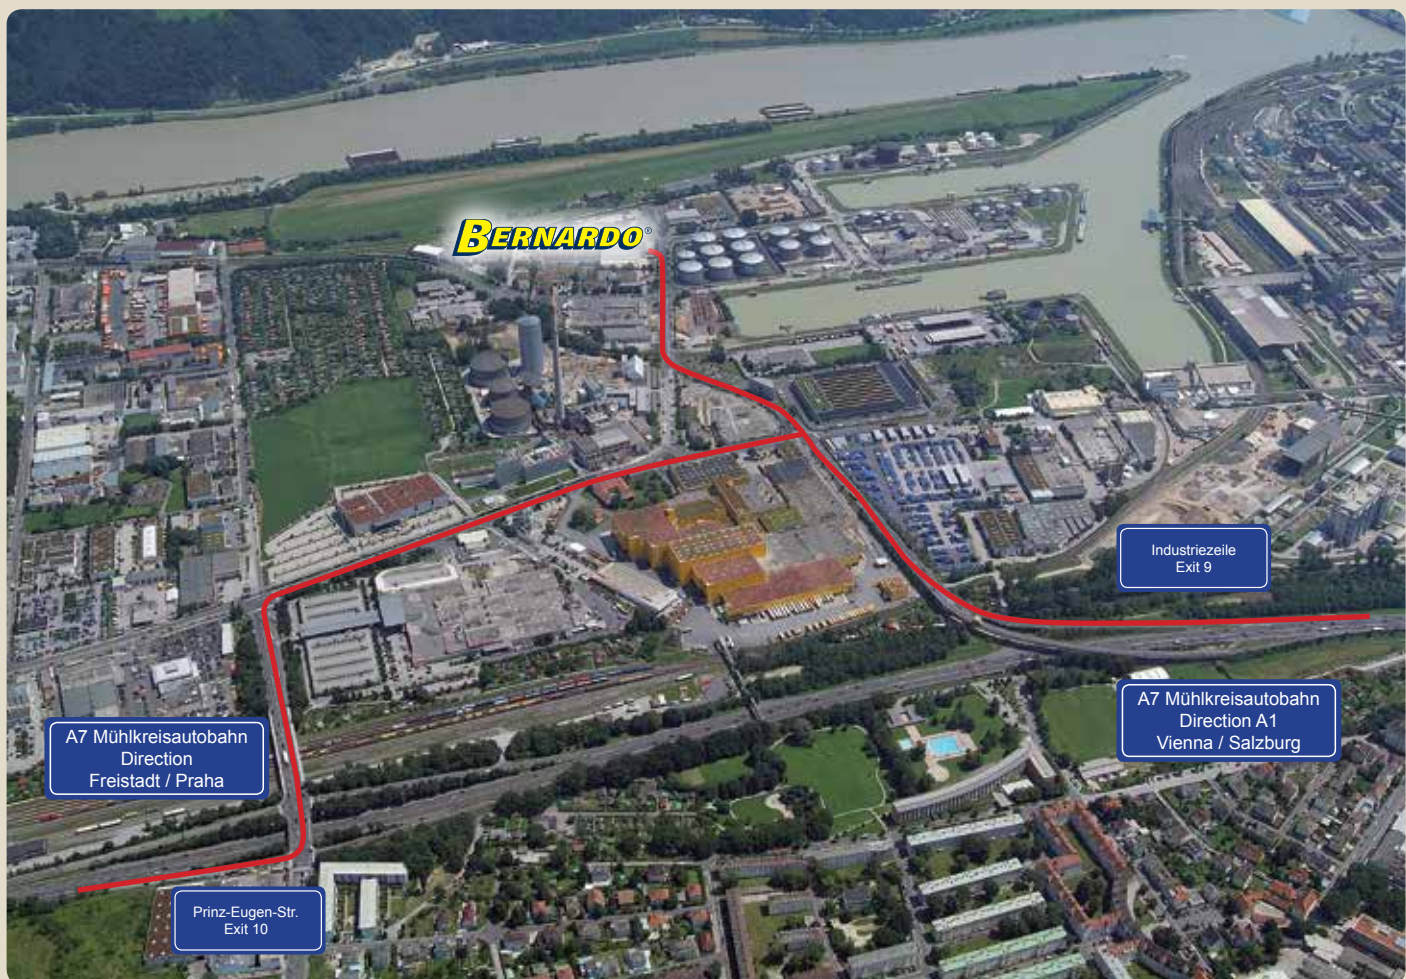 BERNARDO®
Industriezeile
Exit 9
A7 Mühlkreisautobahn
Direction A1
Vienna / Salzburg
A7 Mühlkreisautobahn
Direction
Freistadt / Praha
Prinz-Eugen-Str.
Exit 10